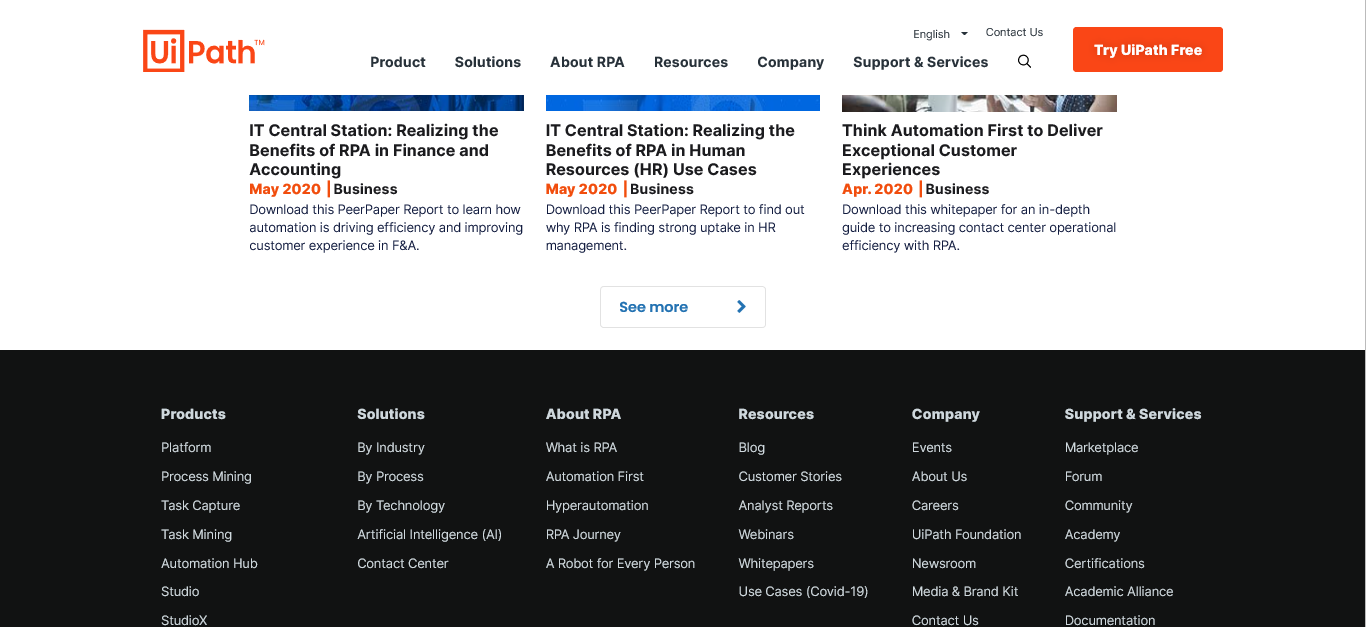 UiPath™
English
Contact Us
Try UiPath Free
Product
Solutions
About RPA
Resources
Company
Support & Services
IT Central Station: Realizing the
Benefits of RPA in Finance and
Accounting
May 2020 | Business
Download this PeerPaper Report to learn how
automation is driving efficiency and improving
customer experience in F&A.
IT Central Station: Realizing the
Benefits of RPA in Human
Resources (HR) Use Cases
May 2020 | Business
Download this PeerPaper Report to find out
why RPA is finding strong uptake in HR
management.
Think Automation First to Deliver
Exceptional Customer
Experiences
Apr. 2020 | Business
Download this whitepaper for an in-depth
guide to increasing contact center operational
efficiency with RPA.
See more
Products
Platform
Process Mining
Task Capture
Task Mining
Automation Hub
Studio
StudioX
Solutions
By Industry
By Process
By Technology
Artificial Intelligence (AI)
Contact Center
About RPA
What is RPA
Automation First
Hyperautomation
RPA Journey
A Robot for Every Person
Resources
Blog
Customer Stories
Analyst Reports
Webinars
Whitepapers
Use Cases (Covid-19)
Company
Events
About Us
Careers
UiPath Foundation
Newsroom
Media & Brand Kit
Contact Us
Support & Services
Marketplace
Forum
Community
Academy
Certifications
Academic Alliance
Documentation